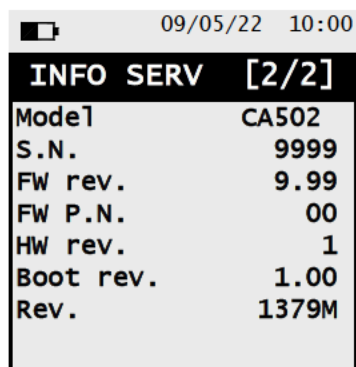 09/05/22 10:00
INFO SERV [2/2]
Model CA502
S.N. 9999
FW rev. 9.99
FW P.N. 00
HW rev. 1
Boot rev. 1.00
Rev. 1379M